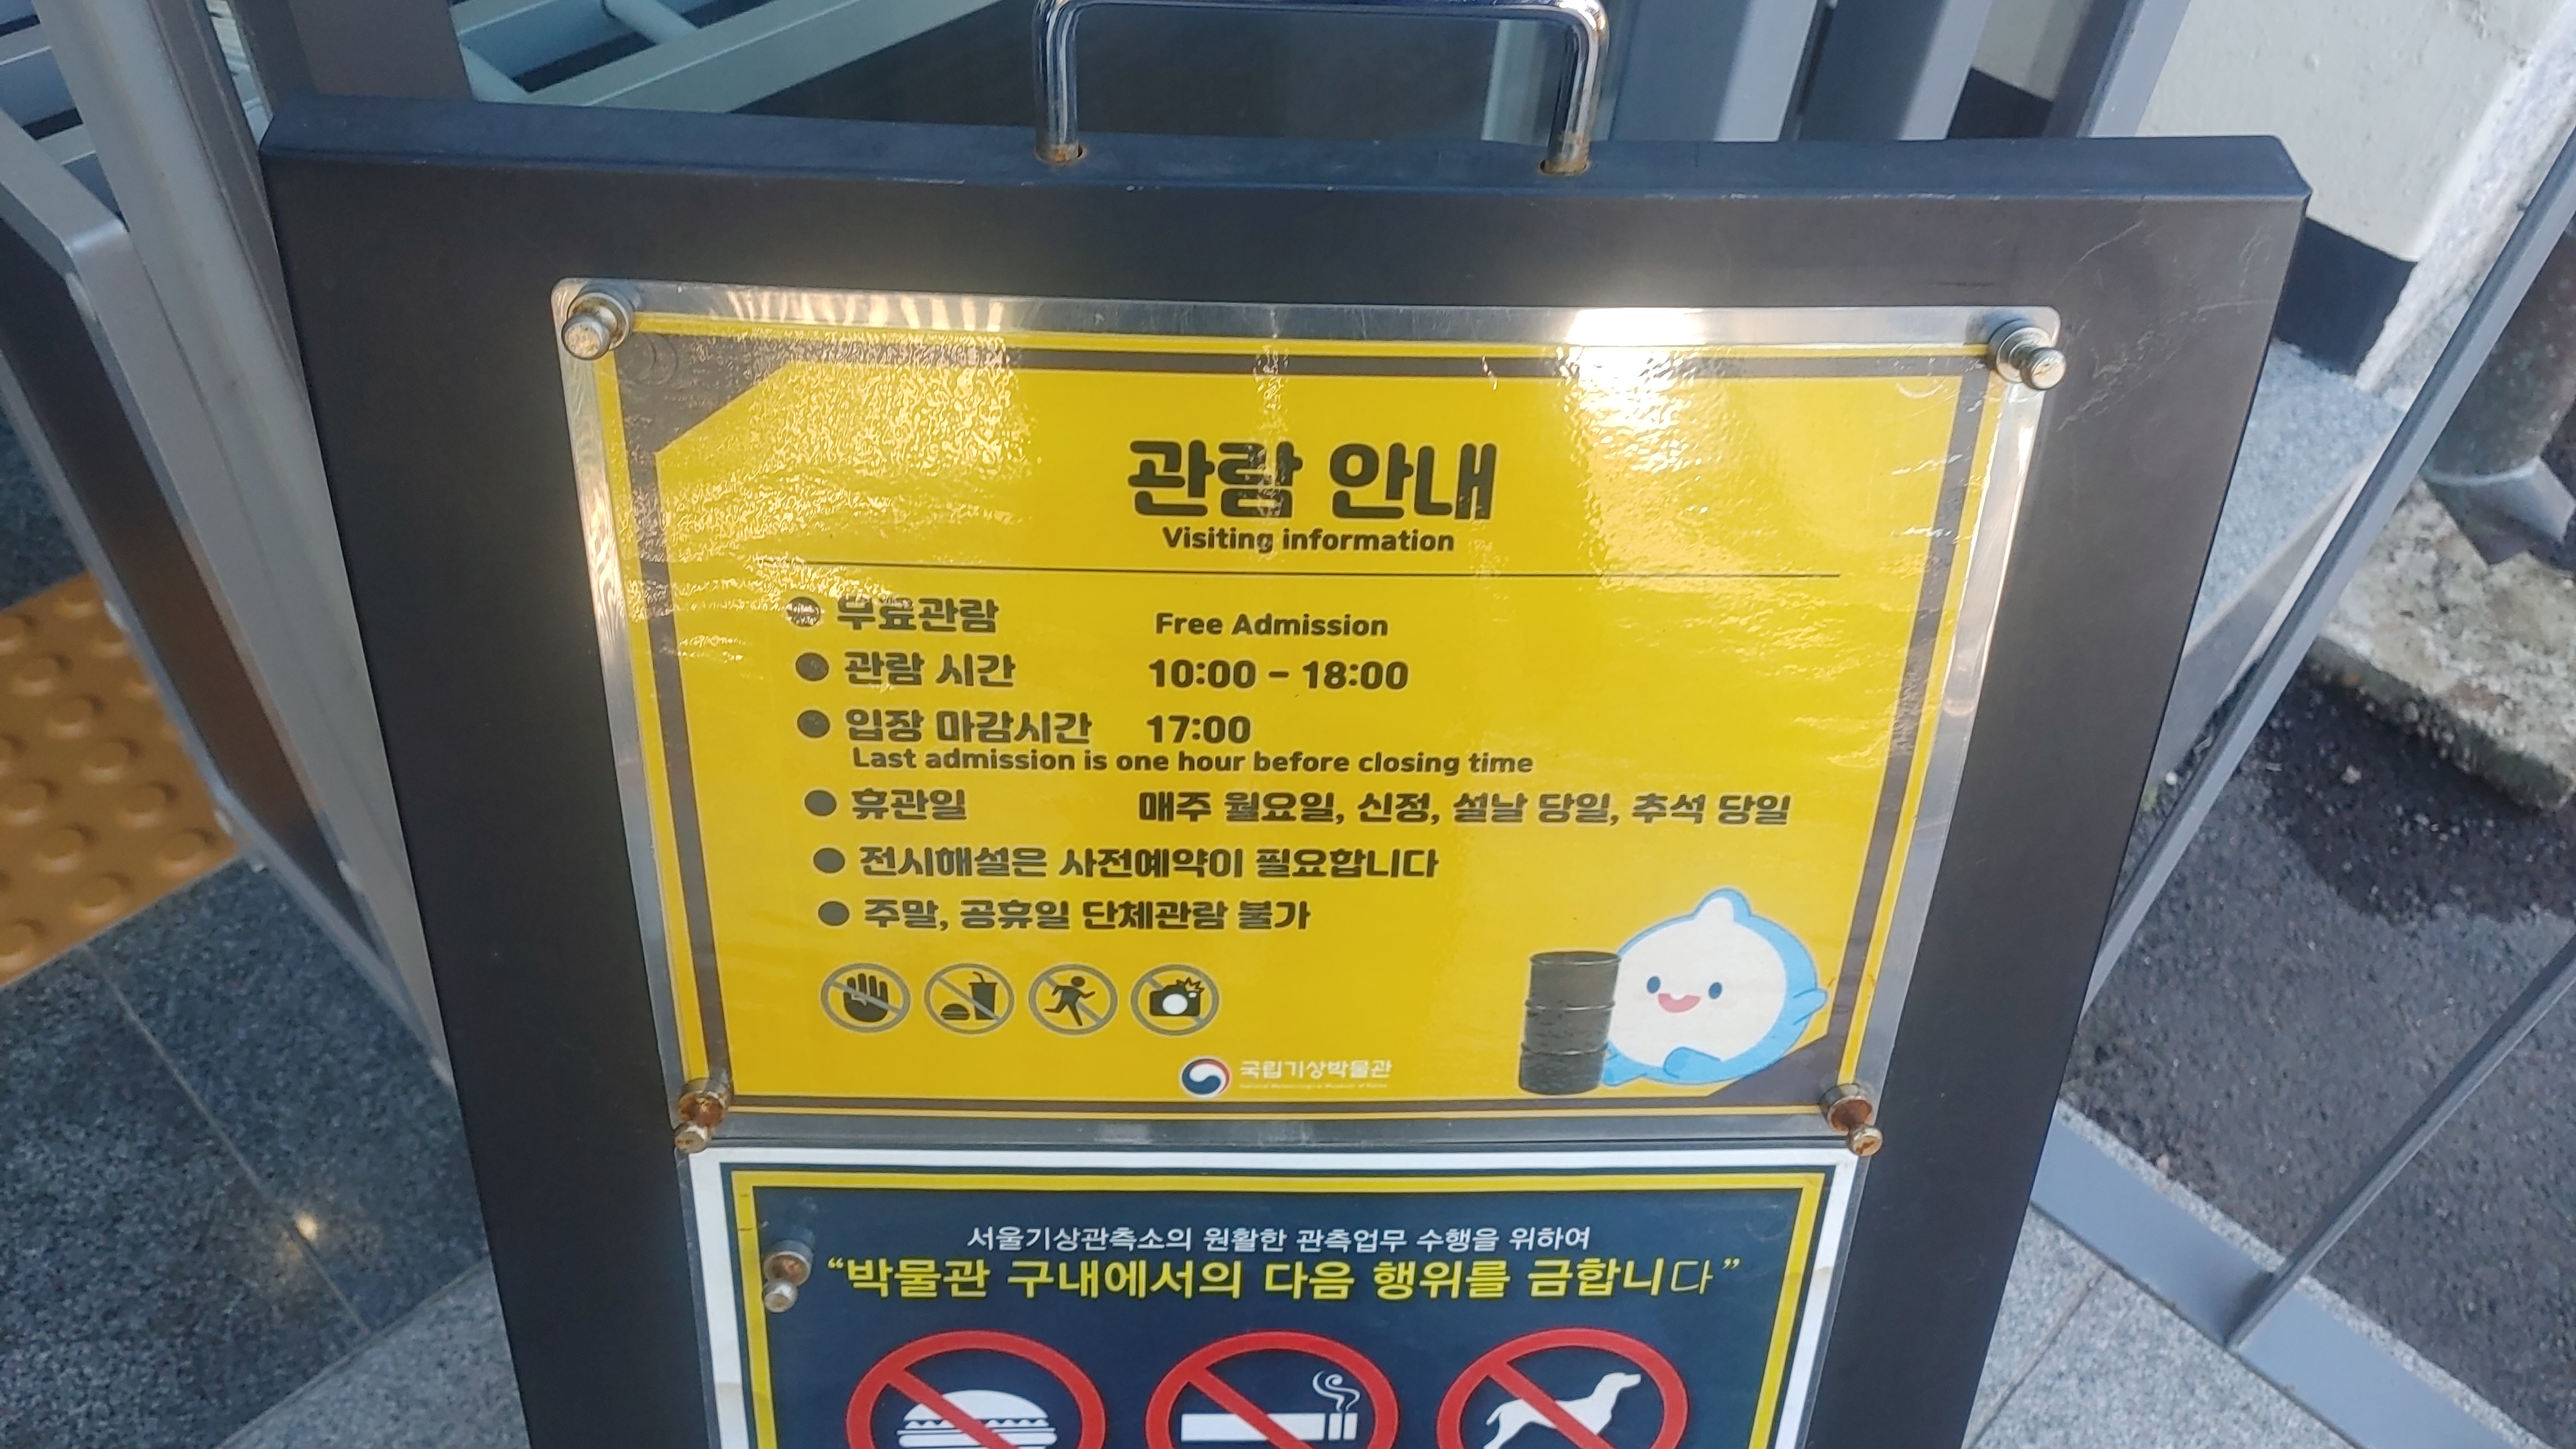 관람 안내
Visiting information
● 무료관람 Free Admission
● 관람 시간 10:00 - 18:00
● 입장 마감시간 17:00
Last admission is one hour before closing time
● 휴관일 매주 월요일, 신정, 설날 당일, 추석 당일
● 전시해설은 사전예약이 필요합니다
● 주말, 공휴일 단체관람 불가
국립기상박물관
National Meteorological Museum of Korea
서울기상관측소의 원활한 관측업무 수행을 위하여
“박물관 구내에서의 다음 행위를 금합니다”